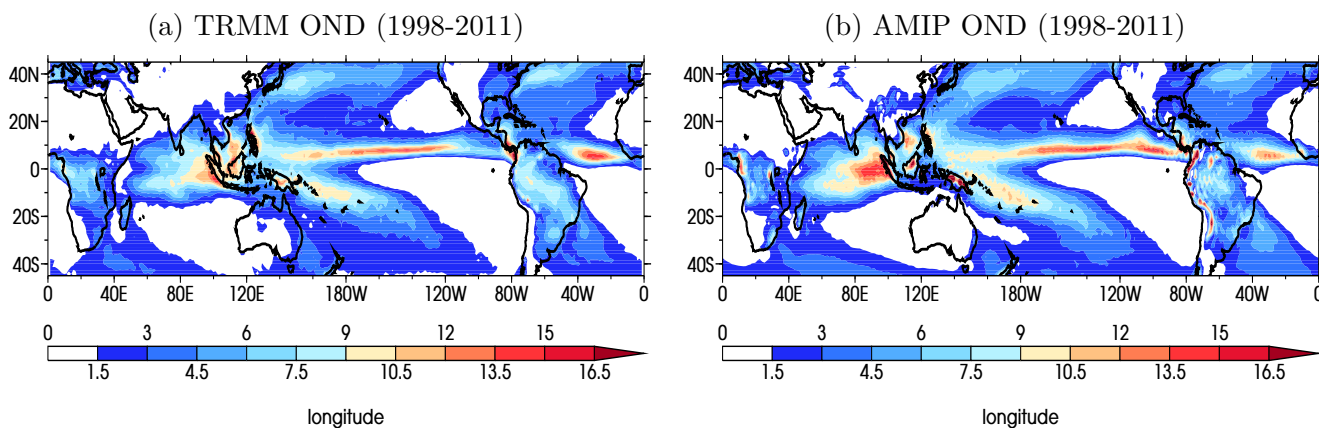 (a) TRMM OND (1998-2011)
40N
20N
0
20S
40S
0 40E 80E 120E 180W 120W 80W 40W 0
0 3 6 9 12 15
1.5 4.5 7.5 10.5 13.5 16.5
longitude
(b) AMIP OND (1998-2011)
40N
20N
0
20S
40S
0 40E 80E 120E 180W 120W 80W 40W 0
0 3 6 9 12 15
1.5 4.5 7.5 10.5 13.5 16.5
longitude